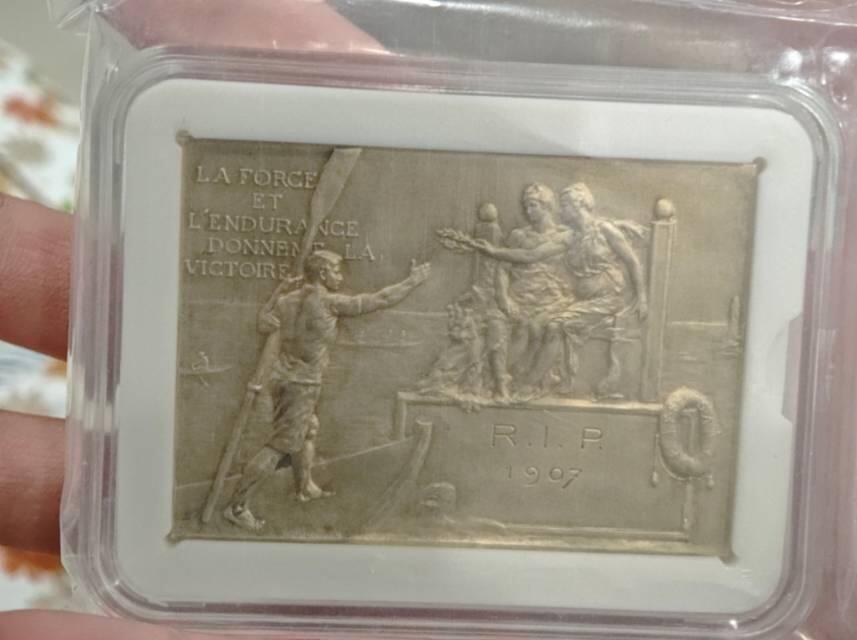 LA FORCE
ET
L'ENDURANCE
DONNENT LA
VICTOIRE
R.I.P.
1907